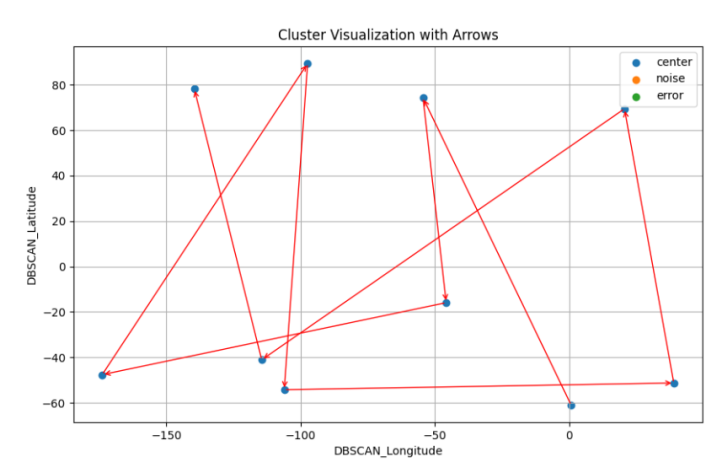 Cluster Visualization with Arrows
center
noise
error
80
60
40
20
0
−20
−40
−60
DBSCAN_Latitude
−150
−100
−50
0
DBSCAN_Longitude